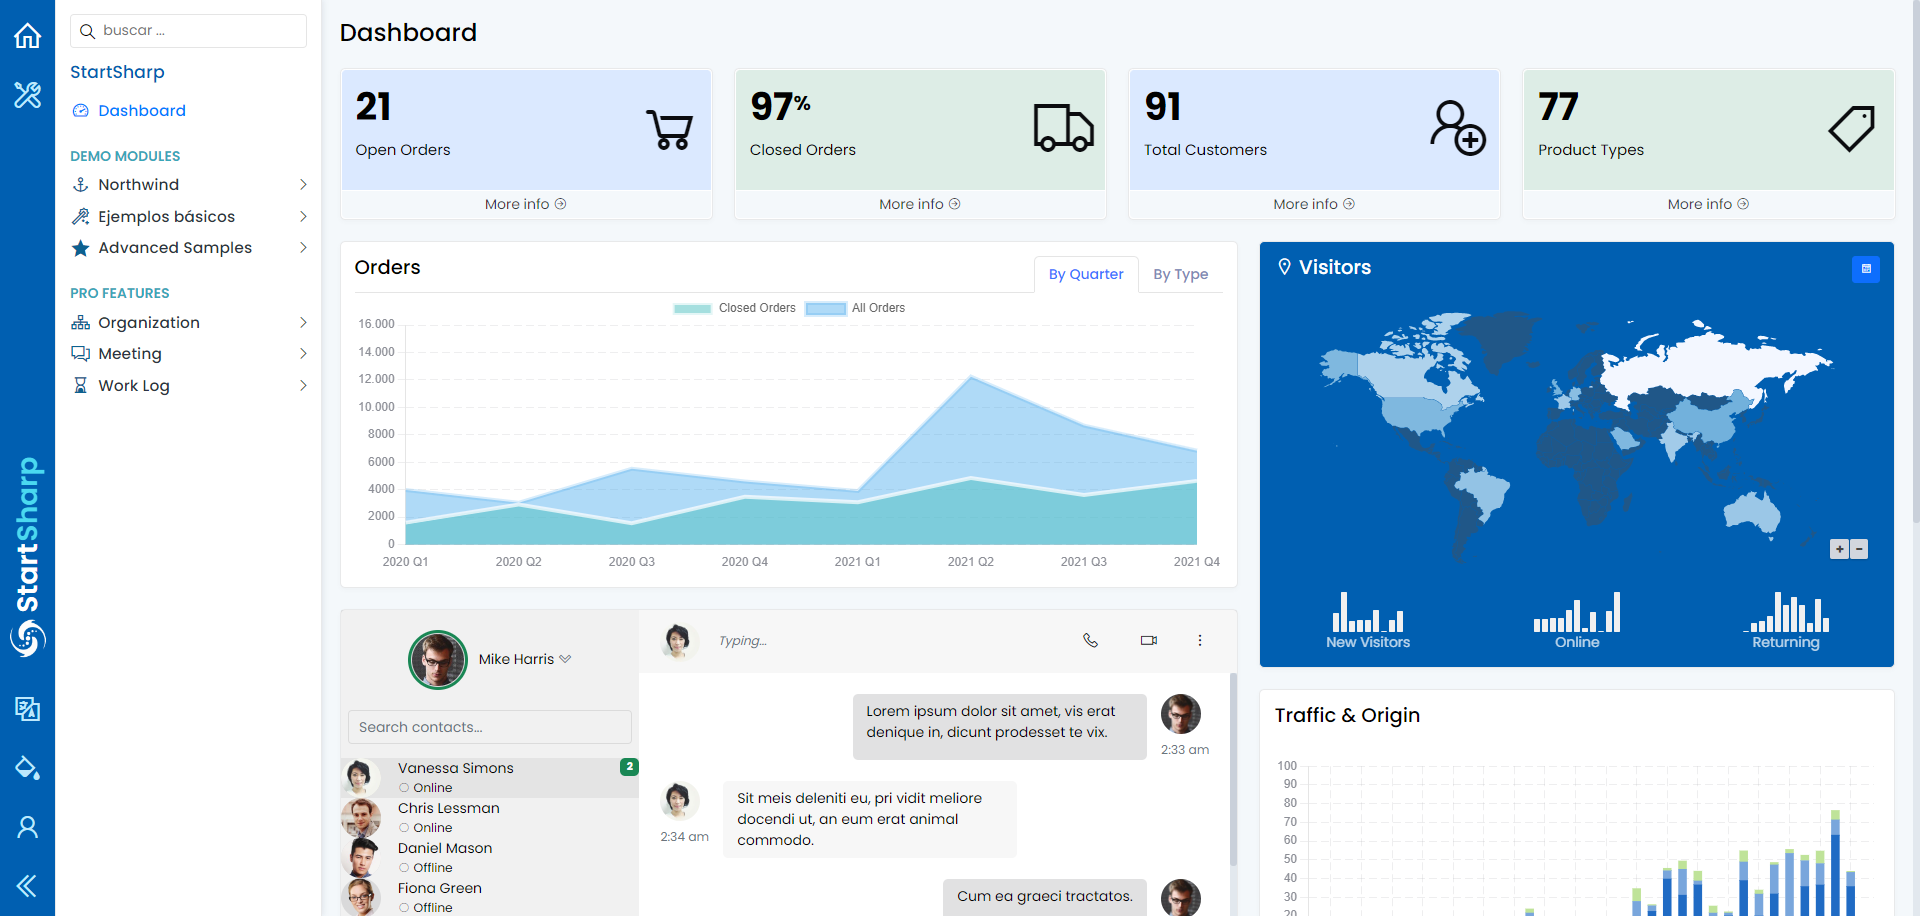 buscar ...
StartSharp
Dashboard
DEMO MODULES
Northwind
Ejemplos básicos
Advanced Samples
PRO FEATURES
Organization
Meeting
Work Log
StartSharp
Dashboard
21
Open Orders
More info
97%
Closed Orders
More info
91
Total Customers
More info
77
Product Types
More info
Orders
By Quarter
By Type
Closed Orders
All Orders
16.000
14.000
12.000
10.000
8000
6000
4000
2000
0
2020 Q1
2020 Q2
2020 Q3
2020 Q4
2021 Q1
2021 Q2
2021 Q3
2021 Q4
Visitors
+
−
New Visitors
Online
Returning
Mike Harris
Search contacts...
Vanessa Simons
2
Online
Chris Lessman
Online
Daniel Mason
Offline
Fiona Green
Offline
Typing...
Lorem ipsum dolor sit amet, vis erat
denique in, dicunt prodesset te vix.
2:33 am
Sit meis deleniti eu, pri vidit meliore
docendi ut, an eum erat animal
commodo.
2:34 am
Cum ea graeci tractatos.
Traffic & Origin
100
90
80
70
60
50
40
30
20